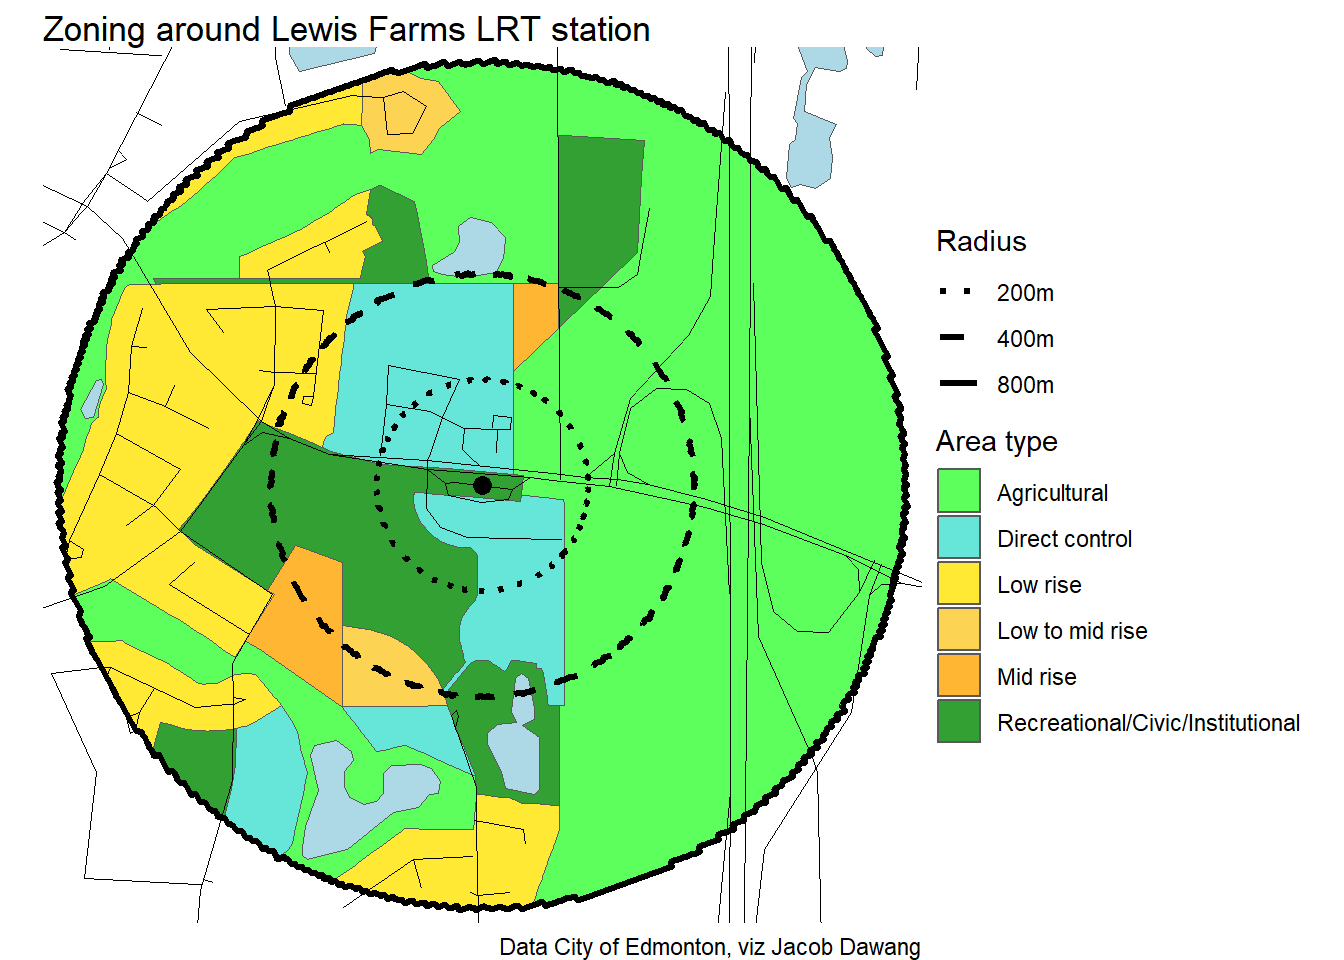 Zoning around Lewis Farms LRT station
Radius
200m
400m
800m
Area type
Agricultural
Direct control
Low rise
Low to mid rise
Mid rise
Recreational/Civic/Institutional
Data City of Edmonton, viz Jacob Dawang